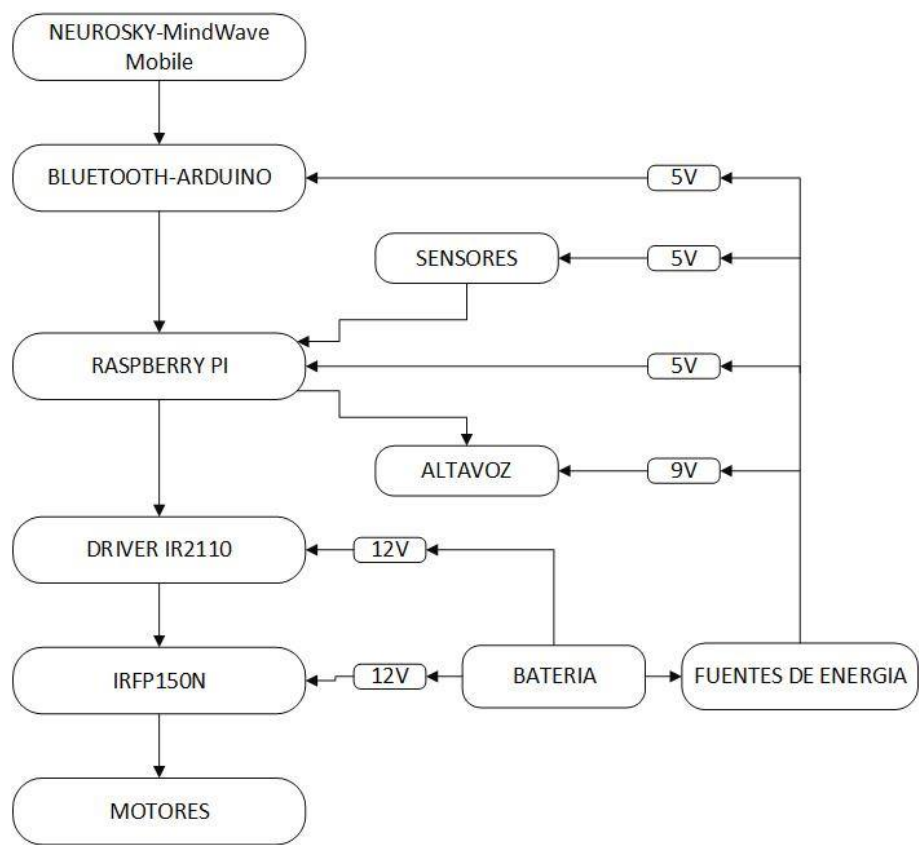 NEUROSKY-MindWave
Mobile
BLUETOOTH-ARDUINO
5V
SENSORES
5V
RASPBERRY PI
5V
ALTAVOZ
9V
DRIVER IR2110
12V
IRFP150N
12V
BATERIA
FUENTES DE ENERGIA
MOTORES